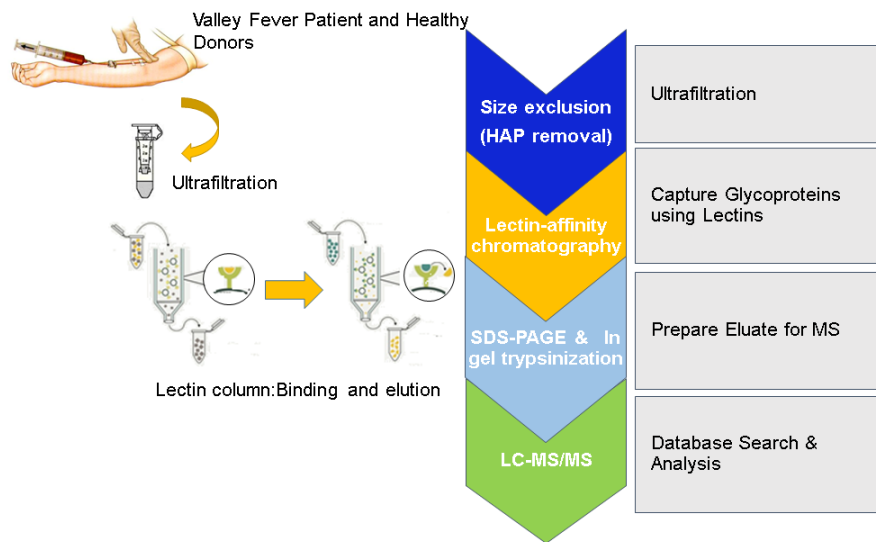 Valley Fever Patient and Healthy
Donors
Ultrafiltration
Lectin column:Binding and elution
Size exclusion
(HAP removal)
Ultrafiltration
Lectin-affinity
chromatography
Capture Glycoproteins
using Lectins
SDS-PAGE & In
gel trypsinization
Prepare Eluate for MS
LC-MS/MS
Database Search &
Analysis